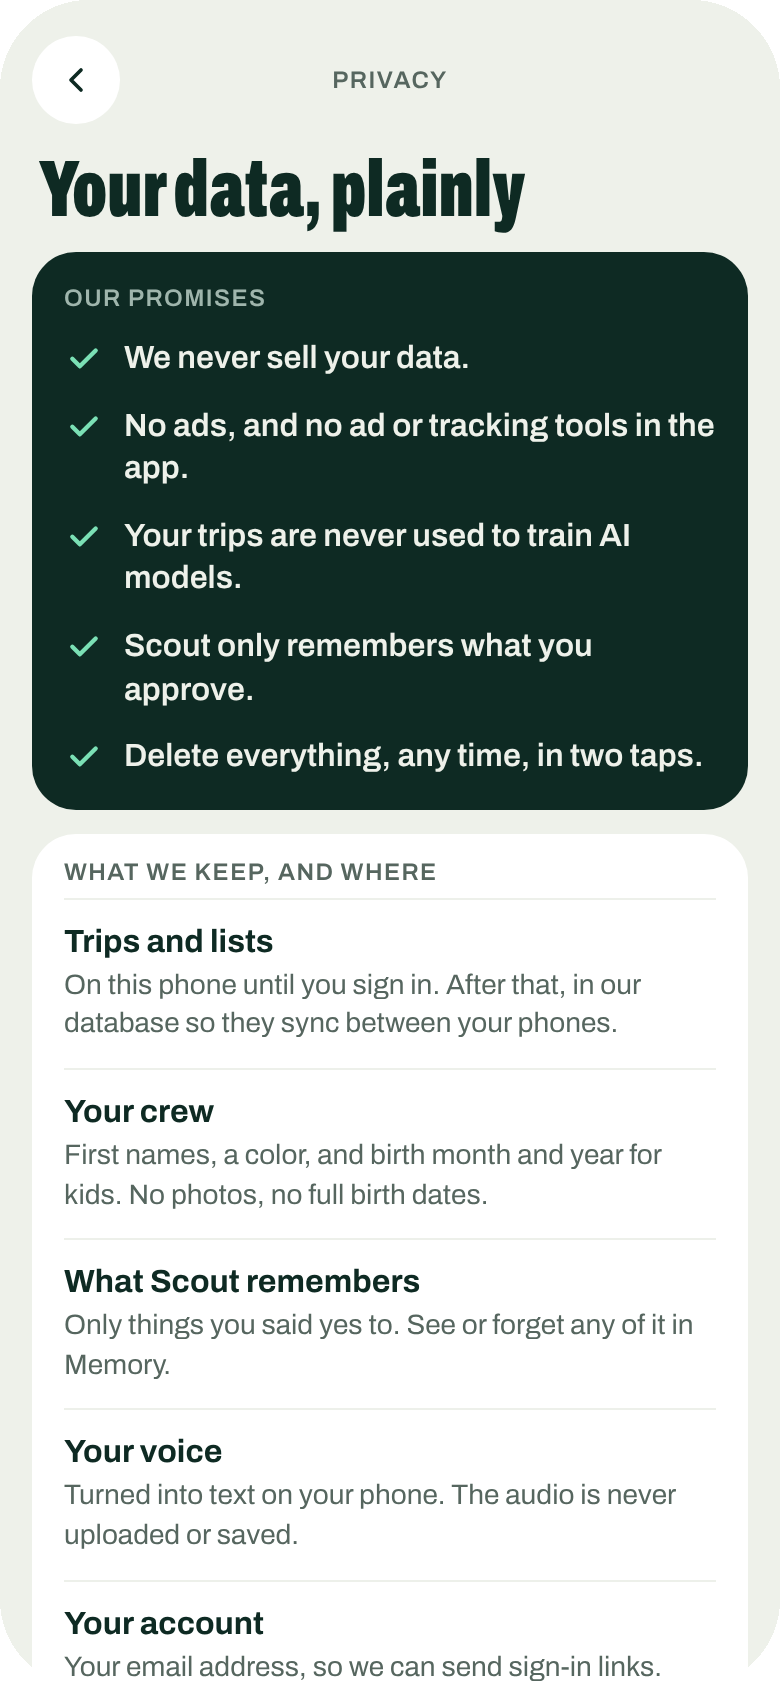 PRIVACY
Your data, plainly
OUR PROMISES
We never sell your data.
No ads, and no ad or tracking tools in the
app.
Your trips are never used to train AI
models.
Scout only remembers what you
approve.
Delete everything, any time, in two taps.
WHAT WE KEEP, AND WHERE
Trips and lists
On this phone until you sign in. After that, in our
database so they sync between your phones.
Your crew
First names, a color, and birth month and year for
kids. No photos, no full birth dates.
What Scout remembers
Only things you said yes to. See or forget any of it in
Memory.
Your voice
Turned into text on your phone. The audio is never
uploaded or saved.
Your account
Your email address, so we can send sign-in links.